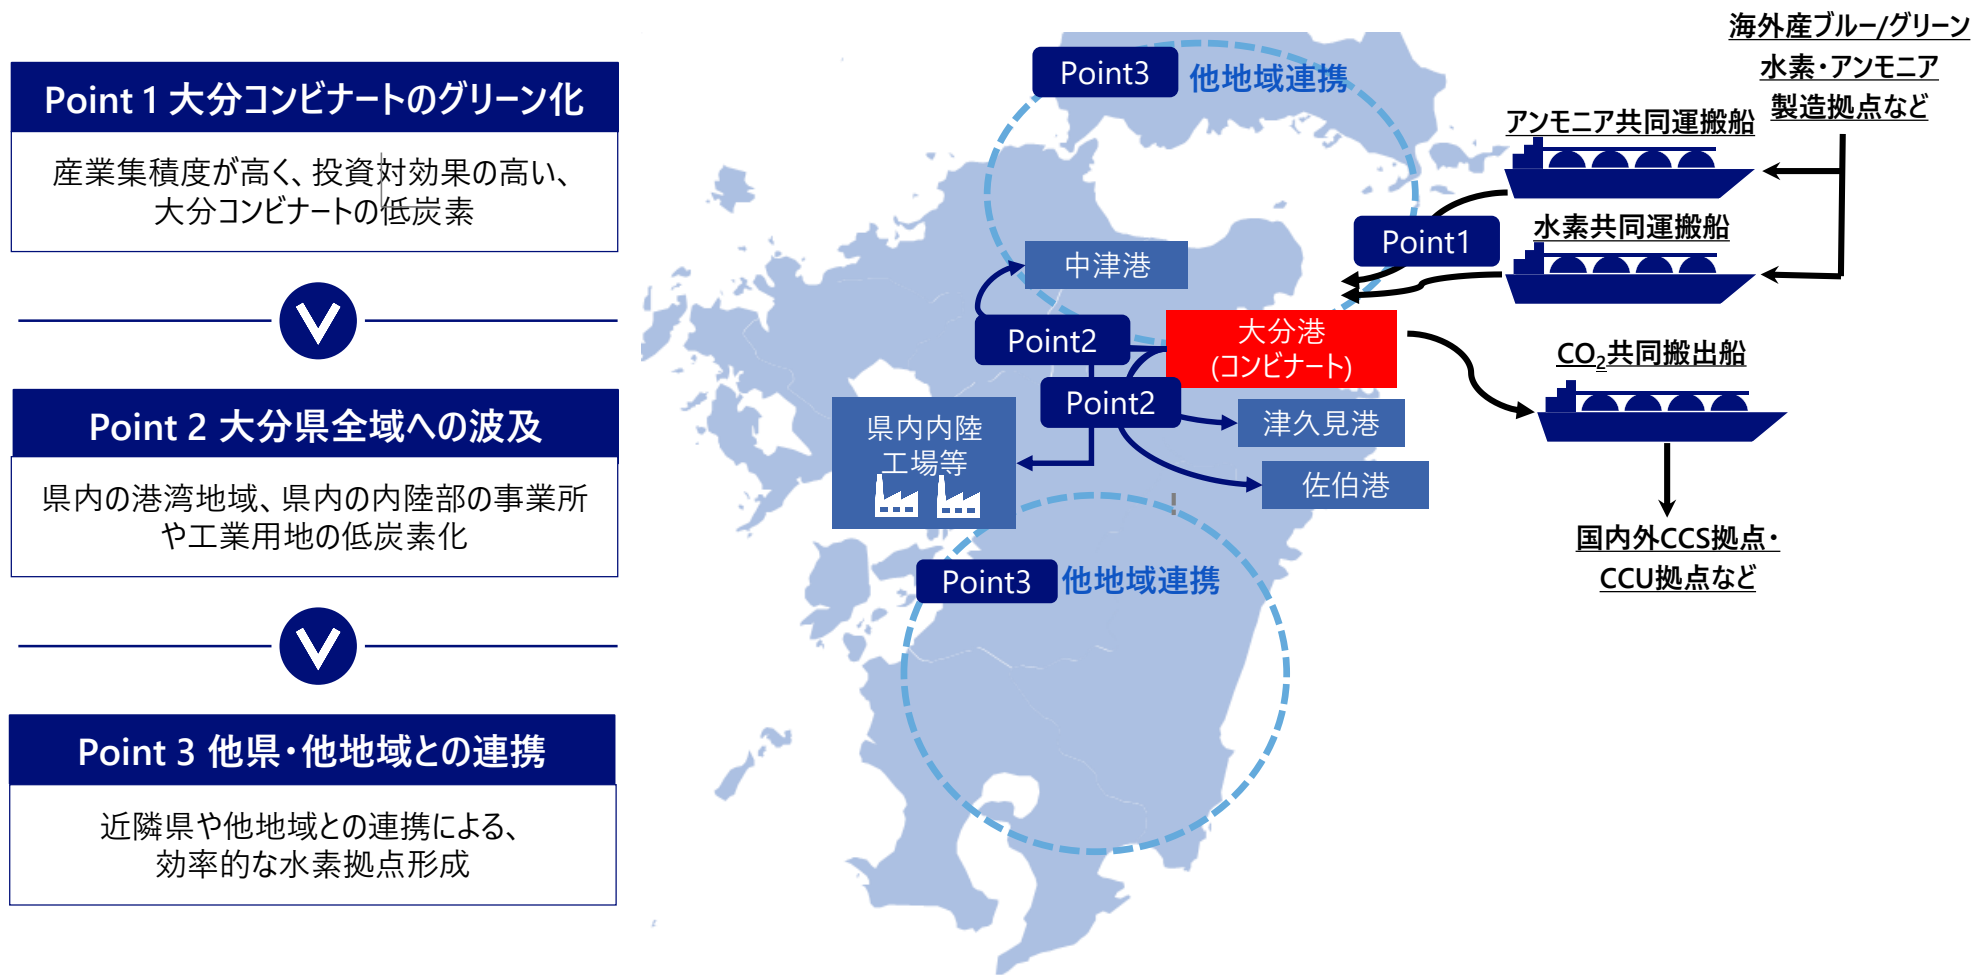 Point 1 大分コンビナートのグリーン化
産業集積度が高く、投資対効果の高い、
大分コンビナートの低炭素
Point 2 大分県全域への波及
県内の港湾地域、県内の内陸部の事業所
や工業用地の低炭素化
Point 3 他県・他地域との連携
近隣県や他地域との連携による、
効率的な水素拠点形成
Point3 他地域連携
海外産ブルー/グリーン
水素・アンモニア
製造拠点など
アンモニア共同運搬船
Point1
水素共同運搬船
中津港
Point2
大分港
(コンビナート)
CO₂共同搬出船
Point2
県内内陸
工場等
津久見港
佐伯港
国内外CCS拠点・
CCU拠点など
Point3 他地域連携